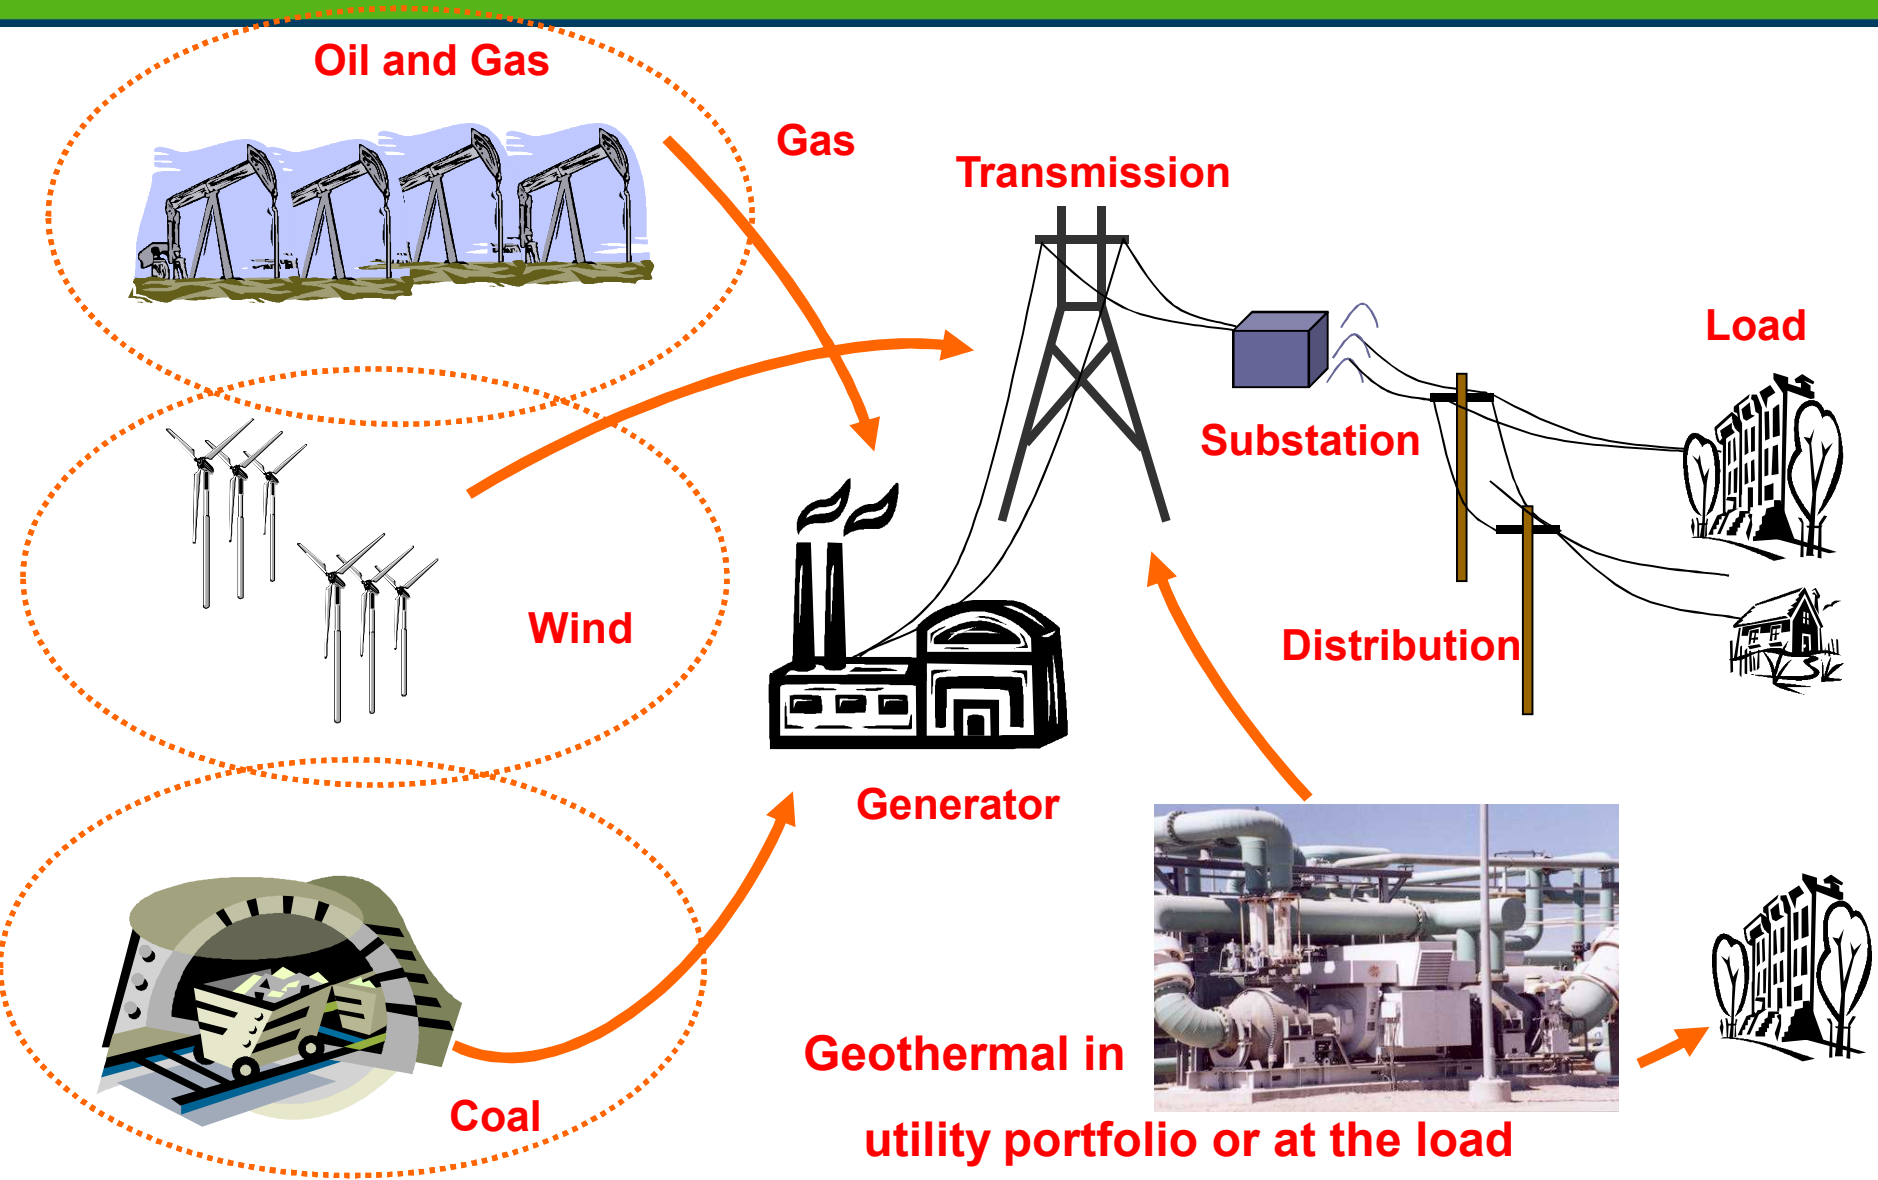 Oil and Gas
Gas
Transmission
Load
Substation
Wind
Distribution
Generator
Geothermal in
Coal
utility portfolio or at the load